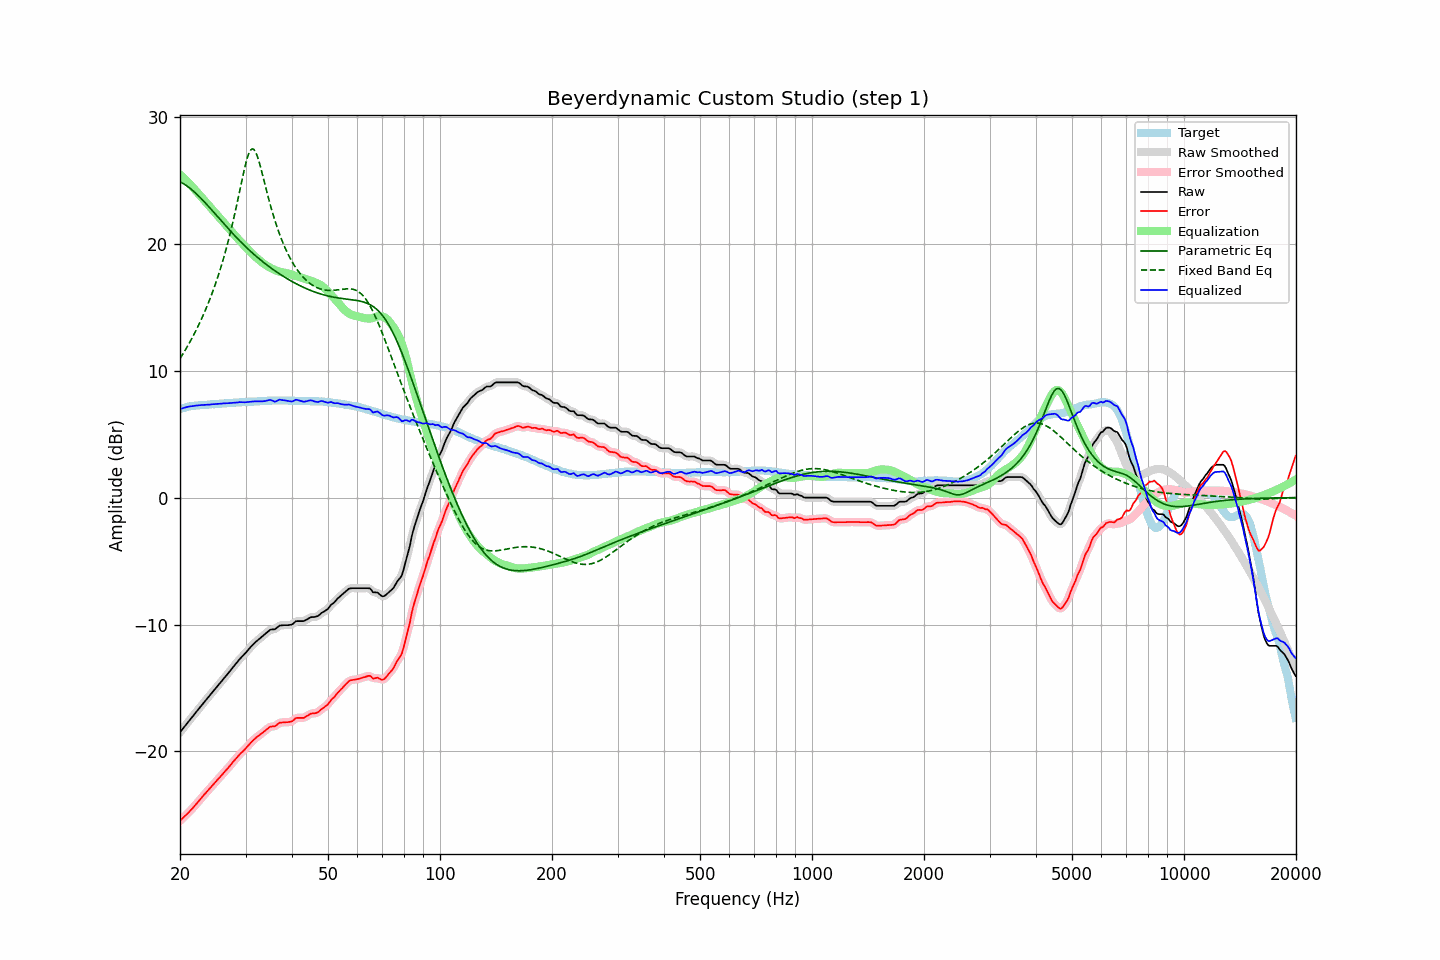 Beyerdynamic Custom Studio (step 1)
30
20
10
0
−10
−20
Amplitude (dBr)
Target
Raw Smoothed
Error Smoothed
Raw
Error
Equalization
Parametric Eq
Fixed Band Eq
Equalized
20
50
100
200
500
1000
2000
5000
10000
20000
Frequency (Hz)